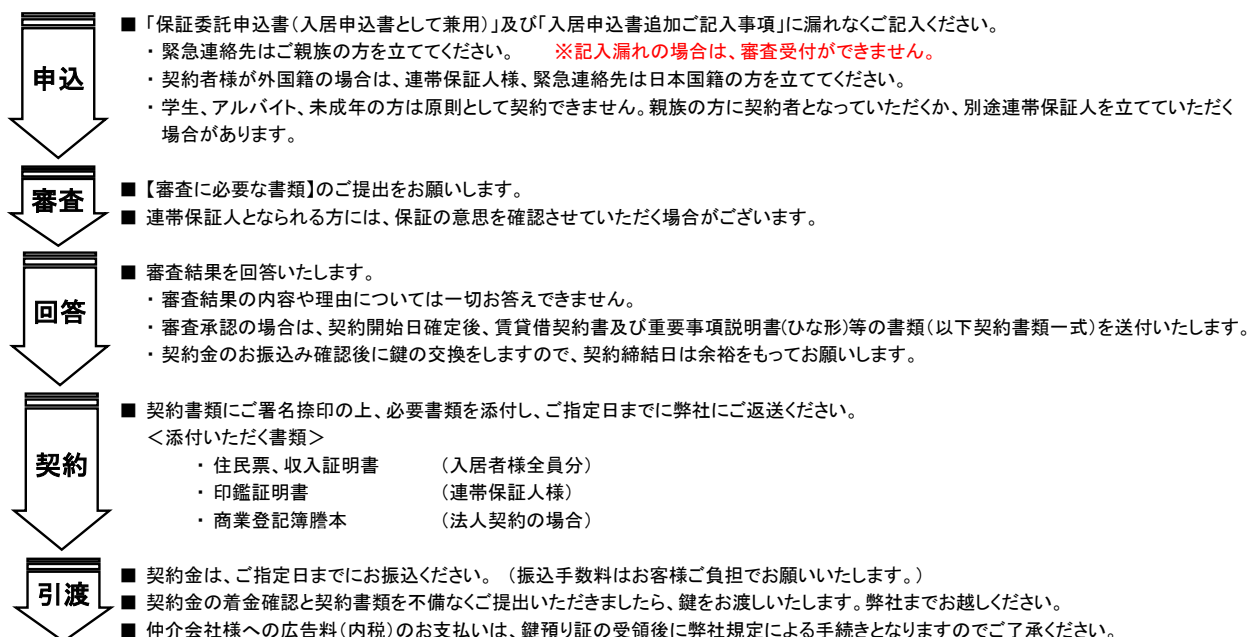 ■ 「保証委託申込書(入居申込書として兼用)」及び「入居申込書追加ご記入事項」に漏れなくご記入ください。
・ 緊急連絡先はご親族の方を立ててください。 ※記入漏れの場合は、審査受付ができません。
申込
・ 契約者様が外国籍の場合は、連帯保証人様、緊急連絡先は日本国籍の方を立ててください。
・ 学生、アルバイト、未成年の方は原則として契約できません。親族の方に契約者となっていただくか、別途連帯保証人を立てていただく
場合があります。
審査
■ 【審査に必要な書類】のご提出をお願いします。
■ 連帯保証人となられる方には、保証の意思を確認させていただく場合がございます。
回答
■ 審査結果を回答いたします。
・ 審査結果の内容や理由については一切お答えできません。
・ 審査承認の場合は、契約開始日確定後、賃貸借契約書及び重要事項説明書(ひな形)等の書類(以下契約書類一式)を送付いたします。
・ 契約金のお振込み確認後に鍵の交換をしますので、契約締結日は余裕をもってお願いします。
契約
■ 契約書類にご署名捺印の上、必要書類を添付し、ご指定日までに弊社にご返送ください。
<添付いただく書類>
・ 住民票、収入証明書 (入居者様全員分)
・ 印鑑証明書 (連帯保証人様)
・ 商業登記簿謄本 (法人契約の場合)
引渡
■ 契約金は、ご指定日までにお振込ください。 (振込手数料はお客様ご負担でお願いいたします。)
■ 契約金の着金確認と契約書類を不備なくご提出いただきましたら、鍵をお渡しいたします。弊社までお越しください。
■ 仲介会社様への広告料(内税)のお支払いは、鍵預り証の受領後に弊社規定による手続きとなりますのでご了承ください。